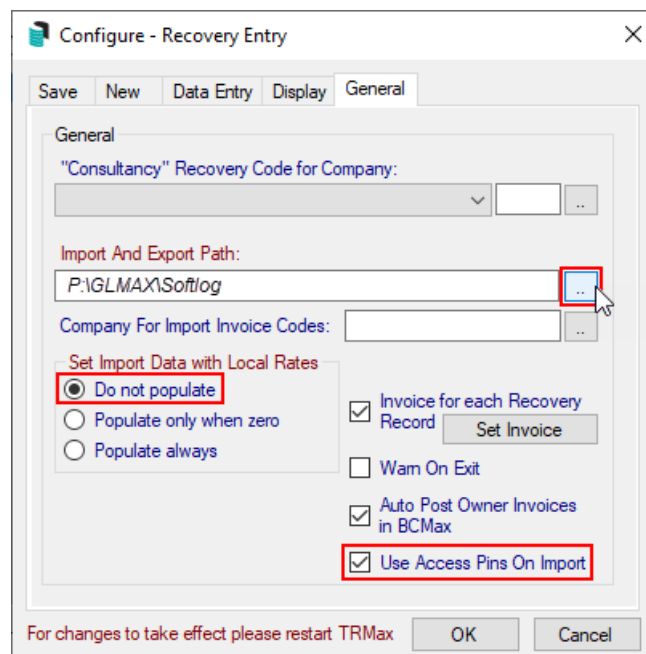 Configure - Recovery Entry
Save New Data Entry Display General
General
"Consultancy" Recovery Code for Company:
..
Import And Export Path:
P:\GLMAX\Softlog
..
Company For Import Invoice Codes:
..
Set Import Data with Local Rates
Do not populate
Populate only when zero
Populate always
Invoice for each Recovery
Record
Set Invoice
Warn On Exit
Auto Post Owner Invoices
in BCMax
Use Access Pins On Import
For changes to take effect please restart TRMax
OK
Cancel